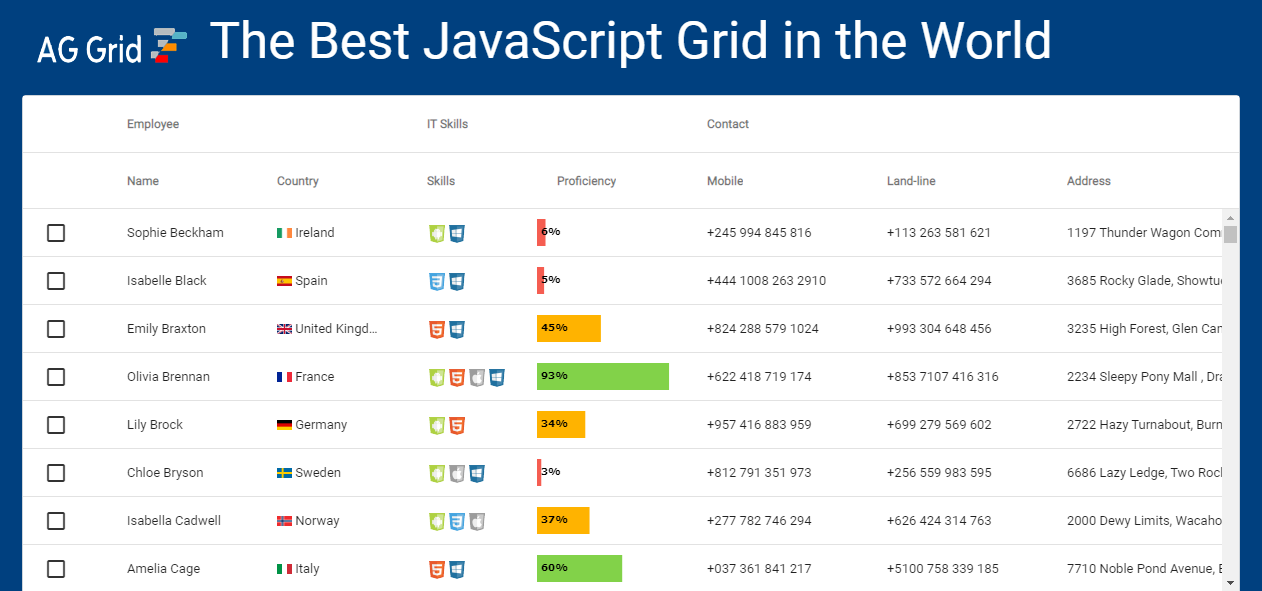 AG Grid The Best JavaScript Grid in the World
Employee IT Skills Contact
Name Country Skills Proficiency Mobile Land-line Address
Sophie Beckham Ireland 6% +245 994 845 816 +113 263 581 621 1197 Thunder Wagon
Isabelle Black Spain 5% +444 1008 263 2910 +733 572 664 294 3685 Rocky Glade,
Emily Braxton United Kingd... 45% +824 288 579 1024 +993 304 648 456 3235 High Forest, Glen
Olivia Brennan France 93% +622 418 719 174 +853 7107 416 316 2234 Sleepy Pony Mall ,
Lily Brock Germany 34% +957 416 883 959 +699 279 569 602 2722 Hazy Turnabout,
Chloe Bryson Sweden 3% +812 791 351 973 +256 559 983 595 6686 Lazy Ledge, Two
Isabella Cadwell Norway 37% +277 782 746 294 +626 424 314 763 2000 Dewy Limits,
Amelia Cage Italy 60% +037 361 841 217 +5100 758 339 185 7710 Noble Pond Avenue,